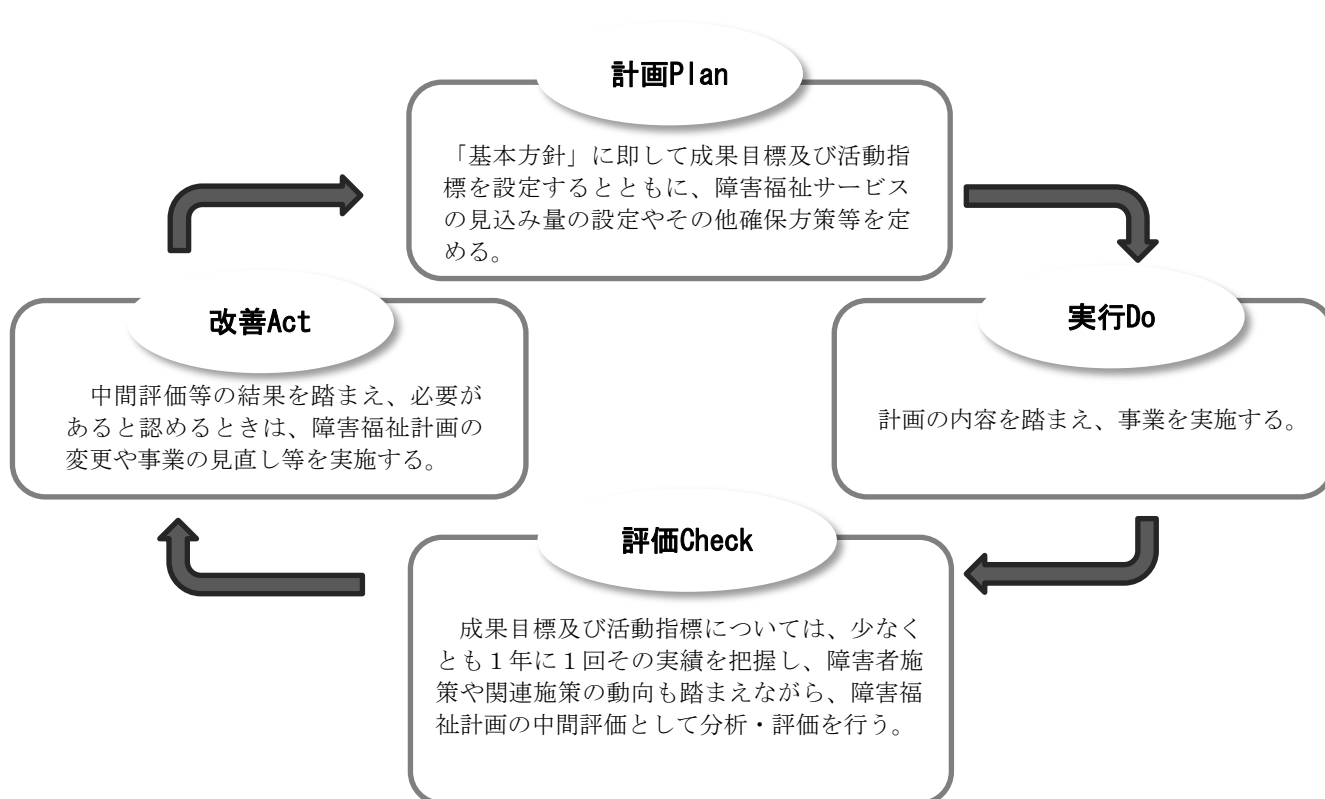 計画Plan
「基本方針」に即して成果目標及び活動指
標を設定するとともに、障害福祉サービス
の見込み量の設定やその他確保方策等を定
める。
改善Act
中間評価等の結果を踏まえ、必要が
あると認めるときは、障害福祉計画の
変更や事業の見直し等を実施する。
実行Do
計画の内容を踏まえ、事業を実施する。
評価Check
成果目標及び活動指標については、少なく
とも１年に１回その実績を把握し、障害者施
策や関連施策の動向も踏まえながら、障害福
祉計画の中間評価として分析・評価を行う。